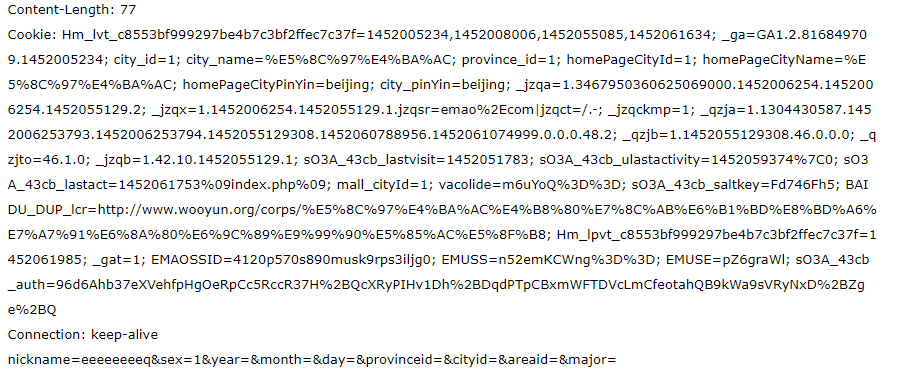 Content-Length: 77
Cookie: Hm_lvt_c8553bf999297be4b7c3bf2ffec7c37f=1452005234,1452008006,1452055085,1452061634; _ga=GA1.2.81684970
9.1452005234; city_id=1; city_name=%E5%8C%97%E4%BA%AC; province_id=1; homePageCityId=1; homePageCityName=%E
5%8C%97%E4%BA%AC; homePageCityPinYin=beijing; city_pinYin=beijing; _jzqa=1.3467950360625069000.1452006254.145200
6254.1452055129.2; _jzqx=1.1452006254.1452055129.1.jzqsr=emao%2Ecom|jzqct=/.-; _jzqckmp=1; _qzja=1.1304430587.145
2006253793.1452006253794.1452055129308.1452060788956.1452061074999.0.0.0.48.2; _qzjb=1.1452055129308.46.0.0.0; _q
zjto=46.1.0; _jzqb=1.42.10.1452055129.1; sO3A_43cb_lastvisit=1452051783; sO3A_43cb_ulastactivity=1452059374%7C0; sO3
A_43cb_lastact=1452061753%09index.php%09; mall_cityId=1; vacolide=m6uYoQ%3D%3D; sO3A_43cb_saltkey=Fd746Fh5; BAI
DU_DUP_lcr=http://www.wooyun.org/corps/%E5%8C%97%E4%BA%AC%E4%B8%80%E7%8C%AB%E6%B1%BD%E8%BD%A6%
E7%A7%91%E6%8A%80%E6%9C%89%E9%99%90%E5%85%AC%E5%8F%B8; Hm_lpvt_c8553bf999297be4b7c3bf2ffec7c37f=1
452061985; _gat=1; EMAOSSID=4120p570s890musk9rps3iljg0; EMUSS=n52emKCWng%3D%3D; EMUSE=pZ6graWl; sO3A_43cb
_auth=96d6Ahb37eXVehfpHgOeRpCc5RccR37H%2BQcXRyPIHv1Dh%2BDqdPTpCBxmWFTDVcLmCfeotahQB9kWa9sVRyNxD%2BZg
e%2BQ
Connection: keep-alive
nickname=eeeeeeeeq&sex=1&year=&month=&day=&provinceid=&cityid=&areaid=&major=